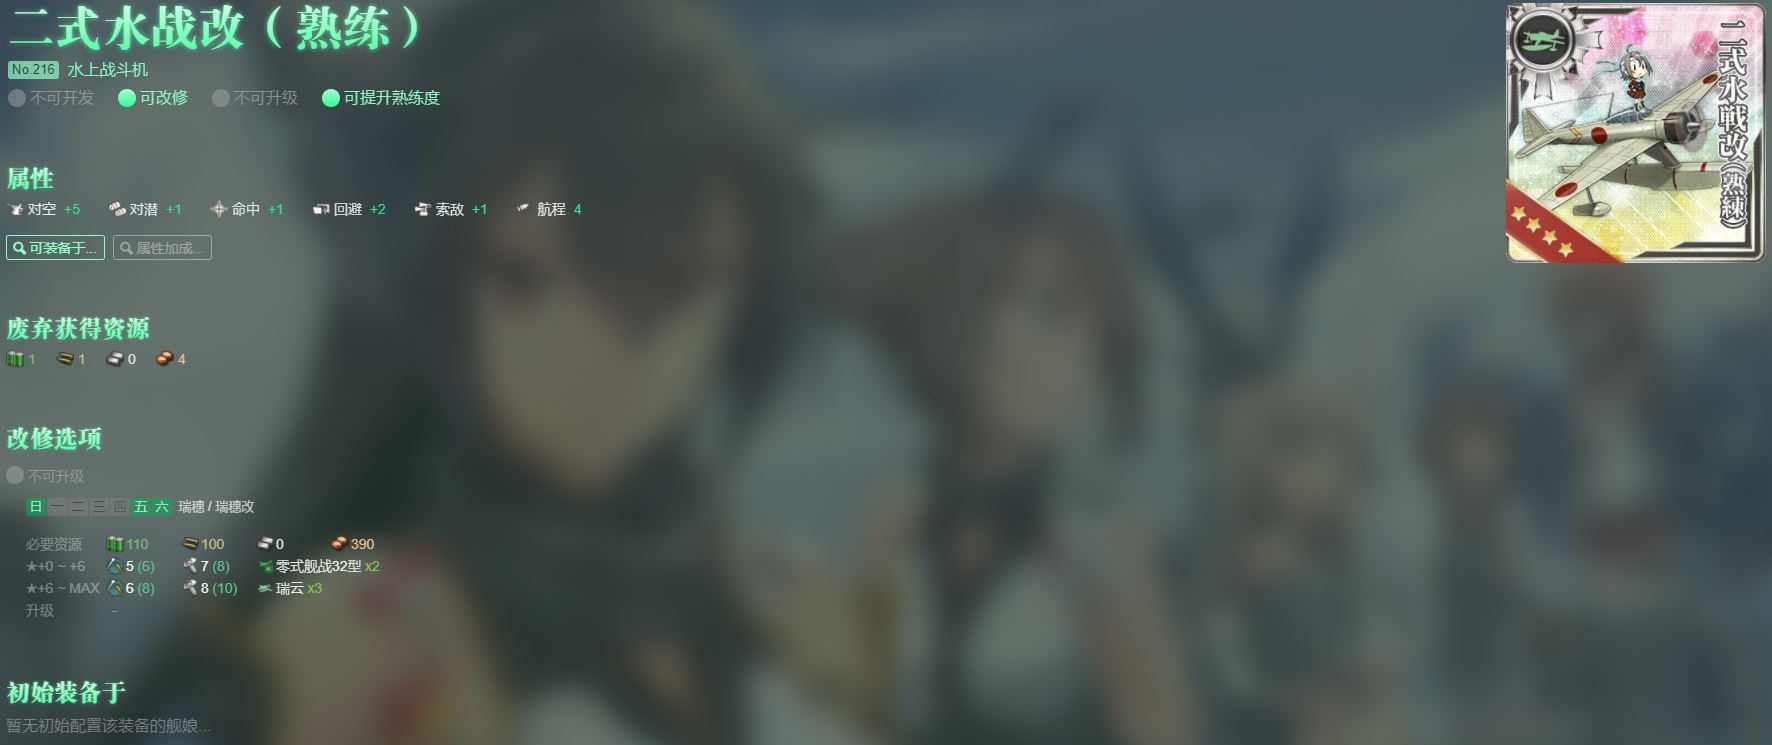 二式水战改（熟练）
No.216 水上战斗机
不可开发 可改修 不可升级 可提升熟练度
二式水戦改(熟練)
属性
对空 +5 对潜 +1 命中 +1 回避 +2 索敌 +1 航程 4
可装备于... 属性加成...
废弃获得资源
1 1 0 4
改修选项
不可升级
日 一 二 三 四 五 六 瑞穗 / 瑞穗改
必要资源 110 100 0 390
★+0 ~ +6 5 (6) 7 (8) 零式舰战32型 x2
★+6 ~ MAX 6 (8) 8 (10) 瑞云 x3
升级 -
初始装备于
暂无初始配置该装备的舰娘...